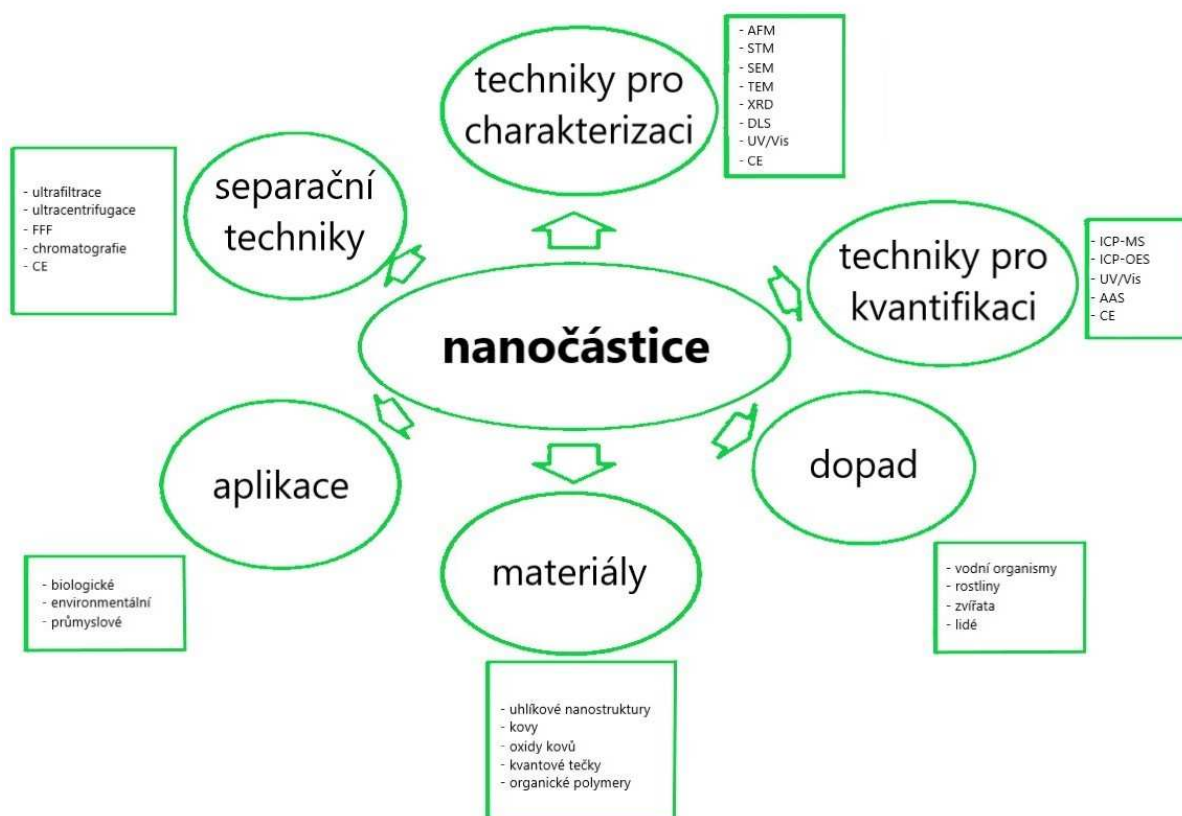 techniky pro
charakterizaci
- AFM
- STM
- SEM
- TEM
- XRD
- DLS
- UV/Vis
- CE
separační
techniky
- ultrafiltrace
- ultracentrifugace
- FFF
- chromatografie
- CE
techniky pro
kvantifikaci
- ICP-MS
- ICP-OES
- UV/Vis
- AAS
- CE
nanočástice
aplikace
- biologické
- environmentální
- průmyslové
materiály
- uhlíkové nanostruktury
- kovy
- oxidy kovů
- kvantové tečky
- organické polymery
dopad
- vodní organismy
- rostliny
- zvířata
- lidé